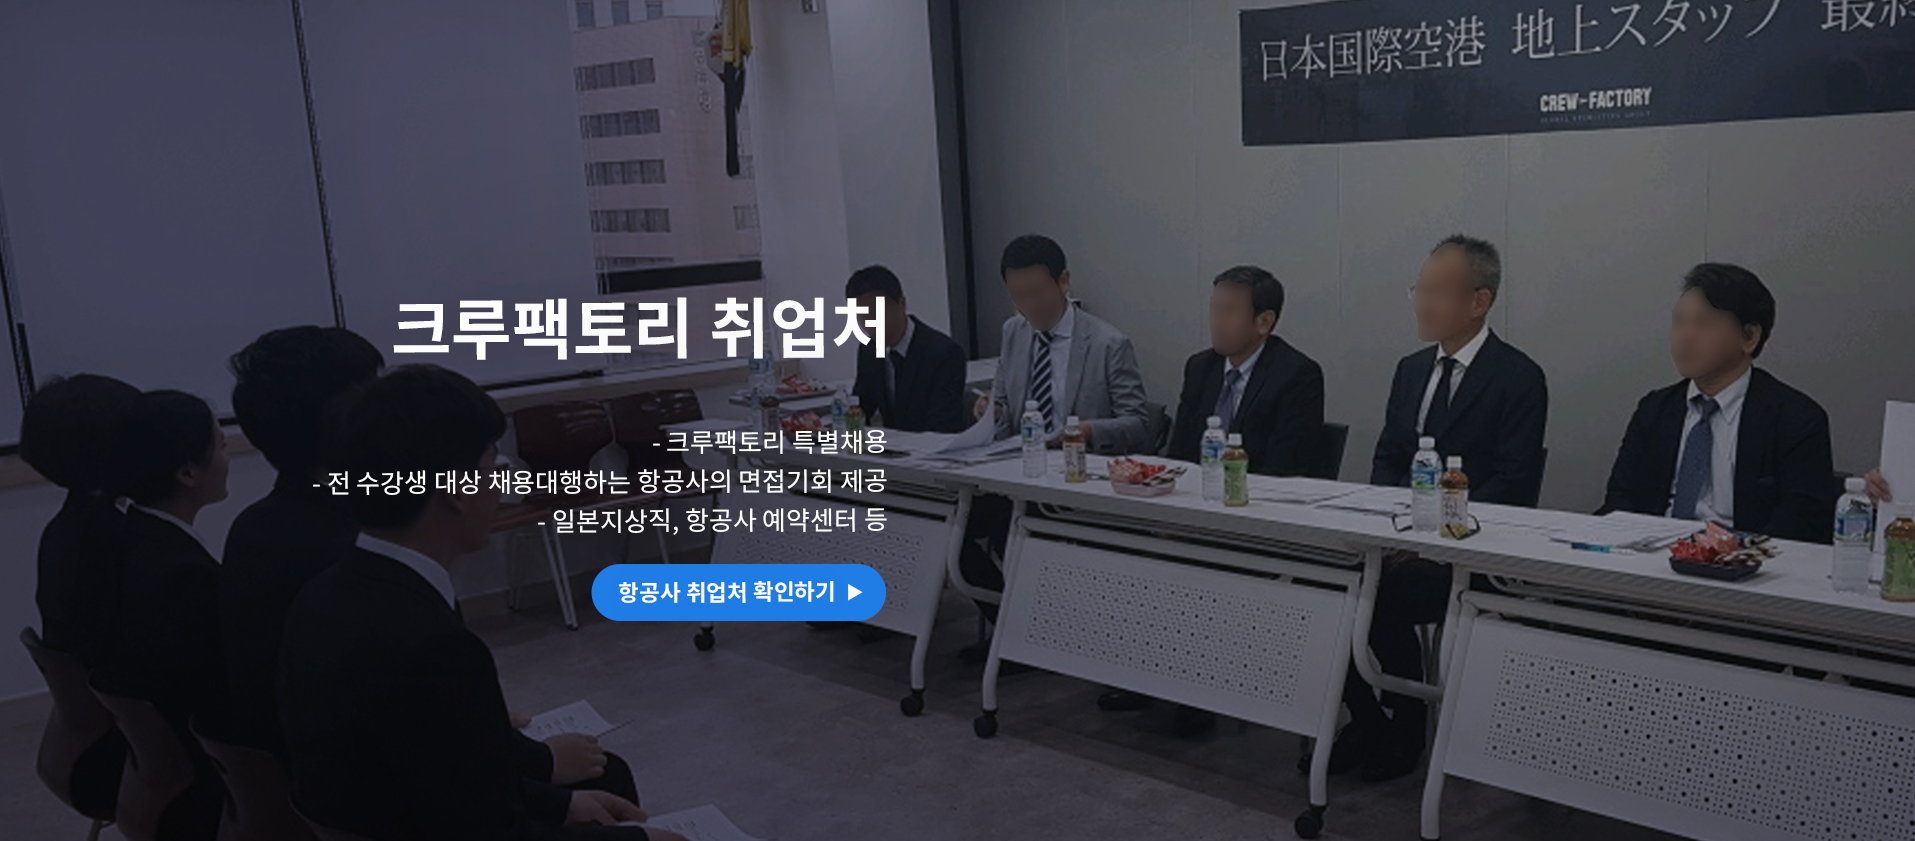 日本国際空港 地上スタッフ 最終
CREW-FACTORY
크루팩토리 취업처
- 크루팩토리 특별채용
- 전 수강생 대상 채용대행하는 항공사의 면접기회 제공
- 일본지상직, 항공사 예약센터 등
항공사 취업처 확인하기 ▶